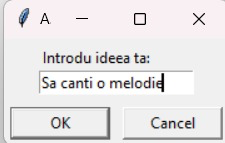 A
Introdu ideea ta:
Sa canti o melodie
OK
Cancel